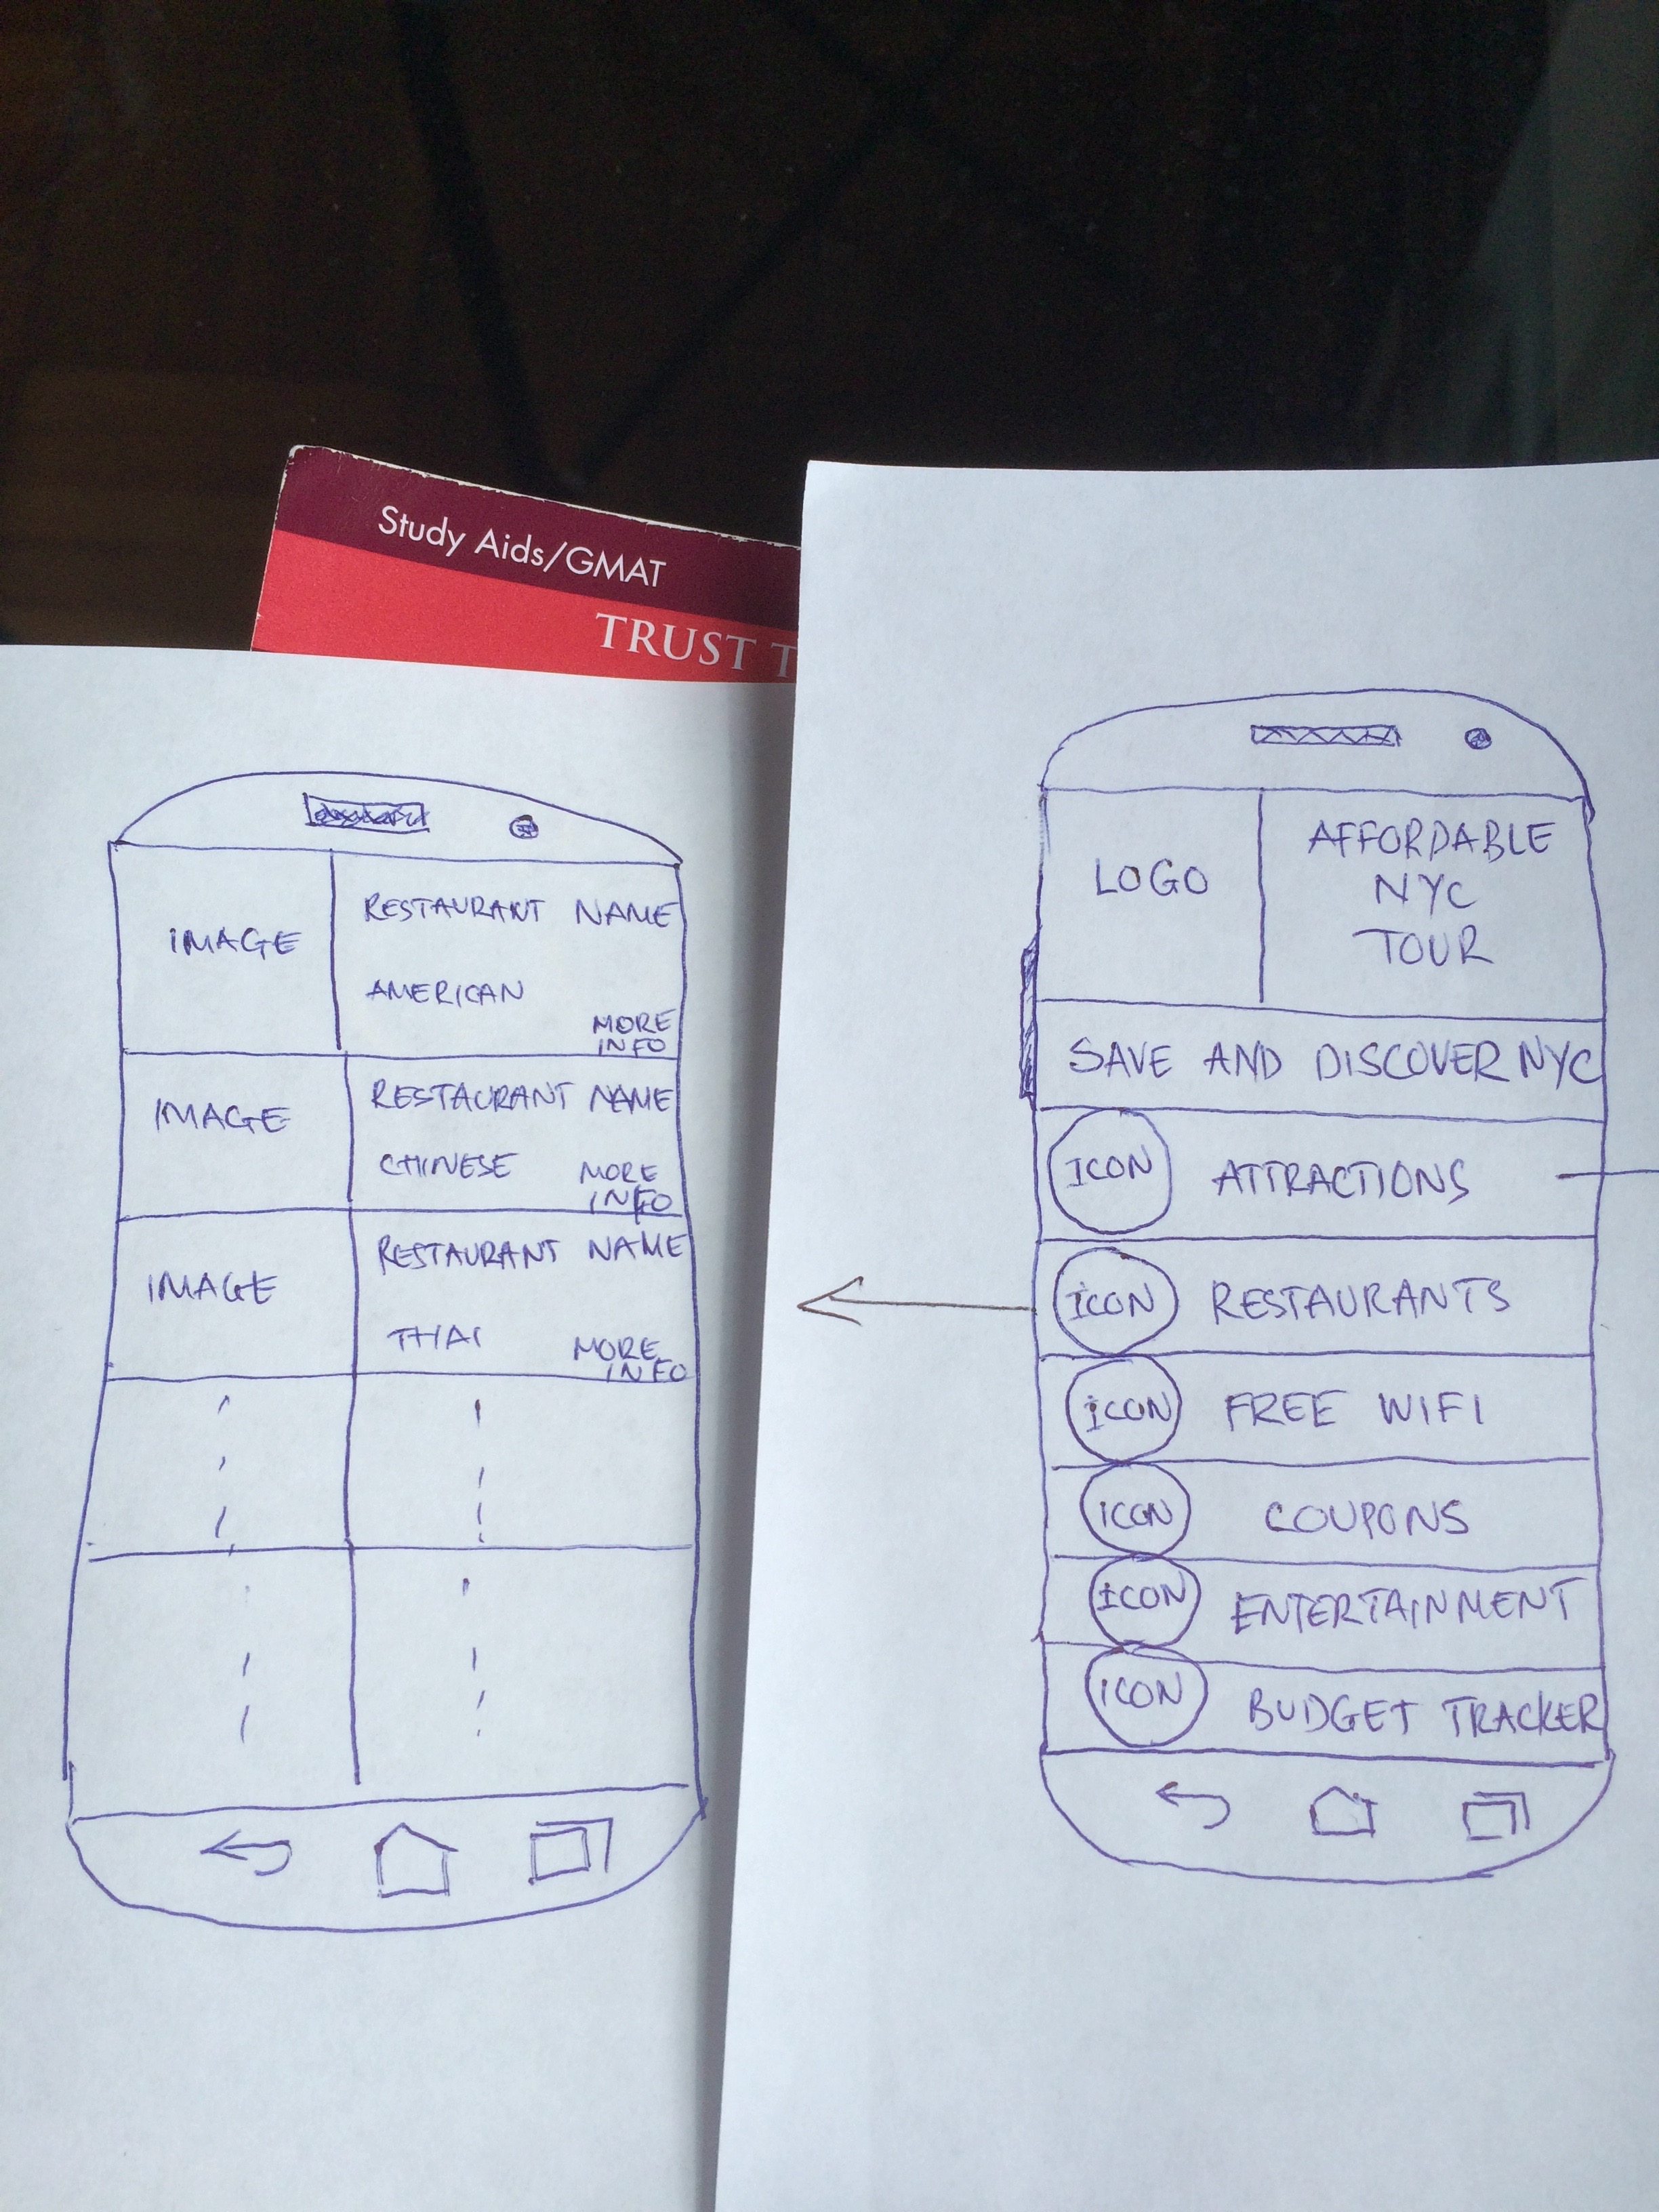 Study Aids/GMAT
TRUST T
IMAGE
RESTAURANT NAME
AMERICAN
MORE
INFO
IMAGE
RESTAURANT NAME
CHINESE
MORE
INFO
IMAGE
RESTAURANT NAME
THAI
MORE
INFO
LOGO
AFFORDABLE
NYC
TOUR
SAVE AND DISCOVER NYC
ICON ATTRACTIONS
ICON RESTAURANTS
ICON FREE WIFI
ICON COUPONS
ICON ENTERTAINMENT
ICON BUDGET TRACKER